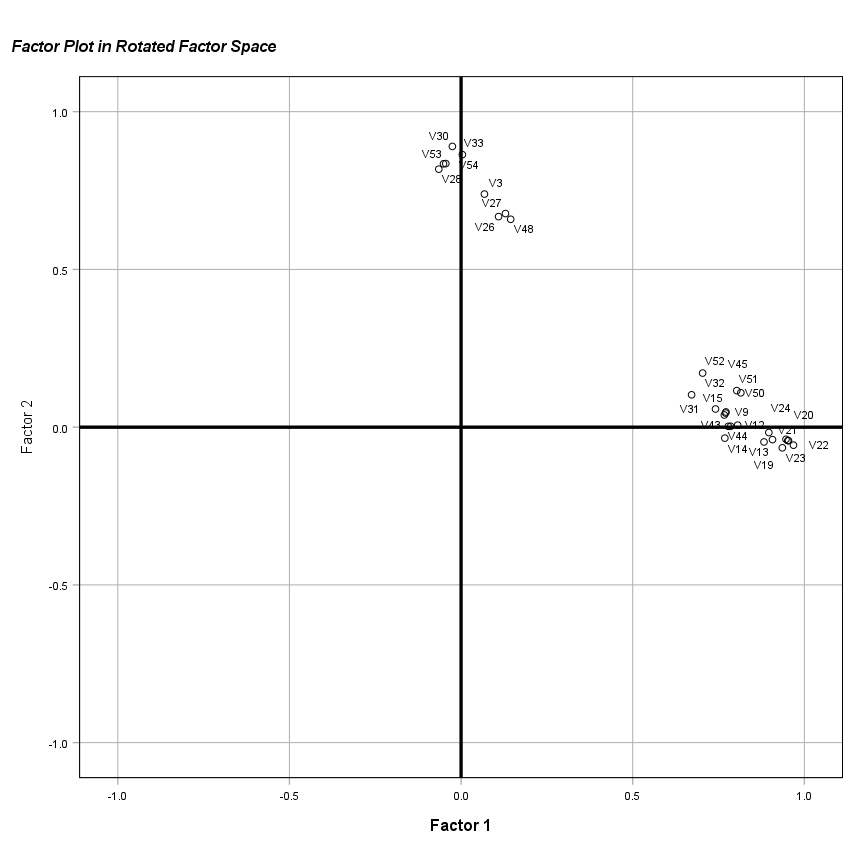 Factor Plot in Rotated Factor Space
1.0
V30
V33
V53
V54
V28
V3
V27
V26
V48
0.5
V52
V45
V51
V32
V50
V15
V31
V9
V24
V20
0.0
V43
V12
V21
V44
V22
V14
V13
V23
V19
Factor 2
-0.5
-1.0
-1.0
-0.5
0.0
0.5
1.0
Factor 1